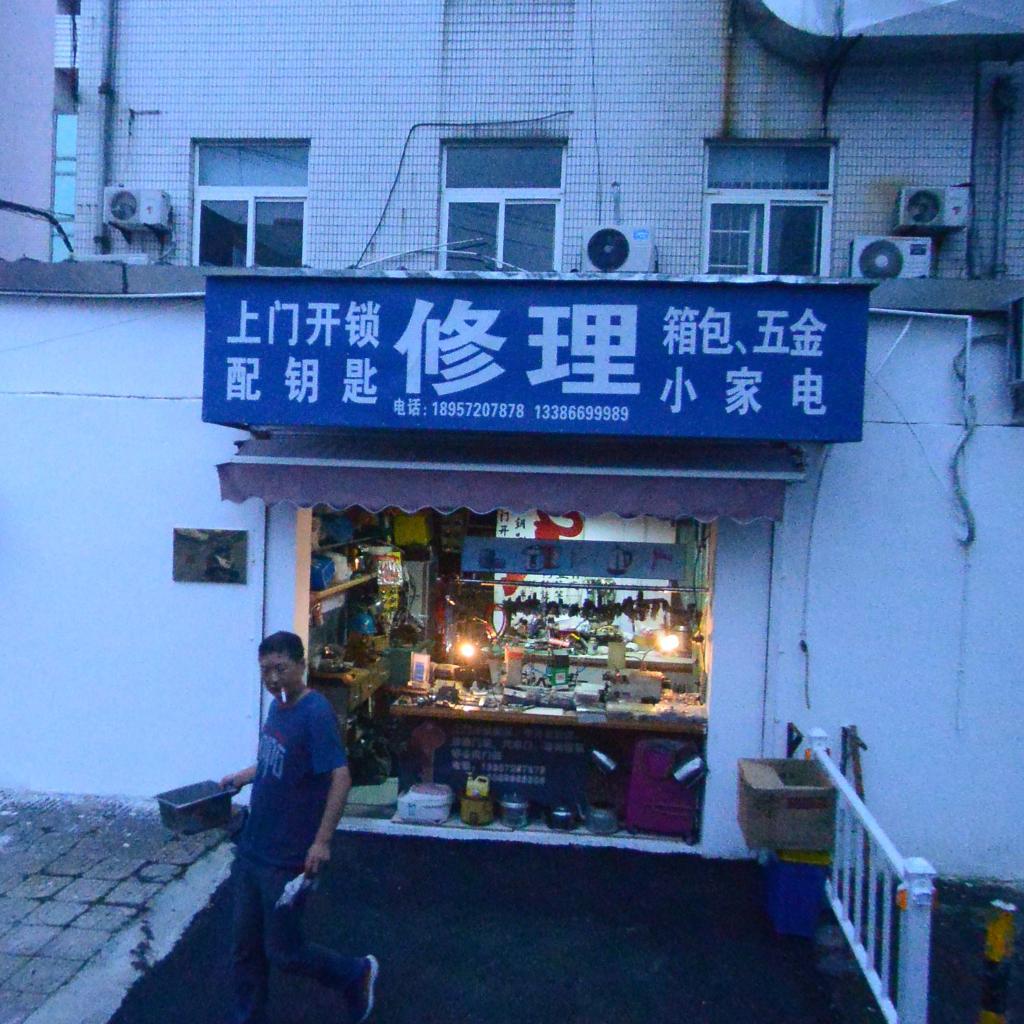 上门开锁 修理 箱包、五金
配钥匙 小家电
电话：18957207878 13386699989